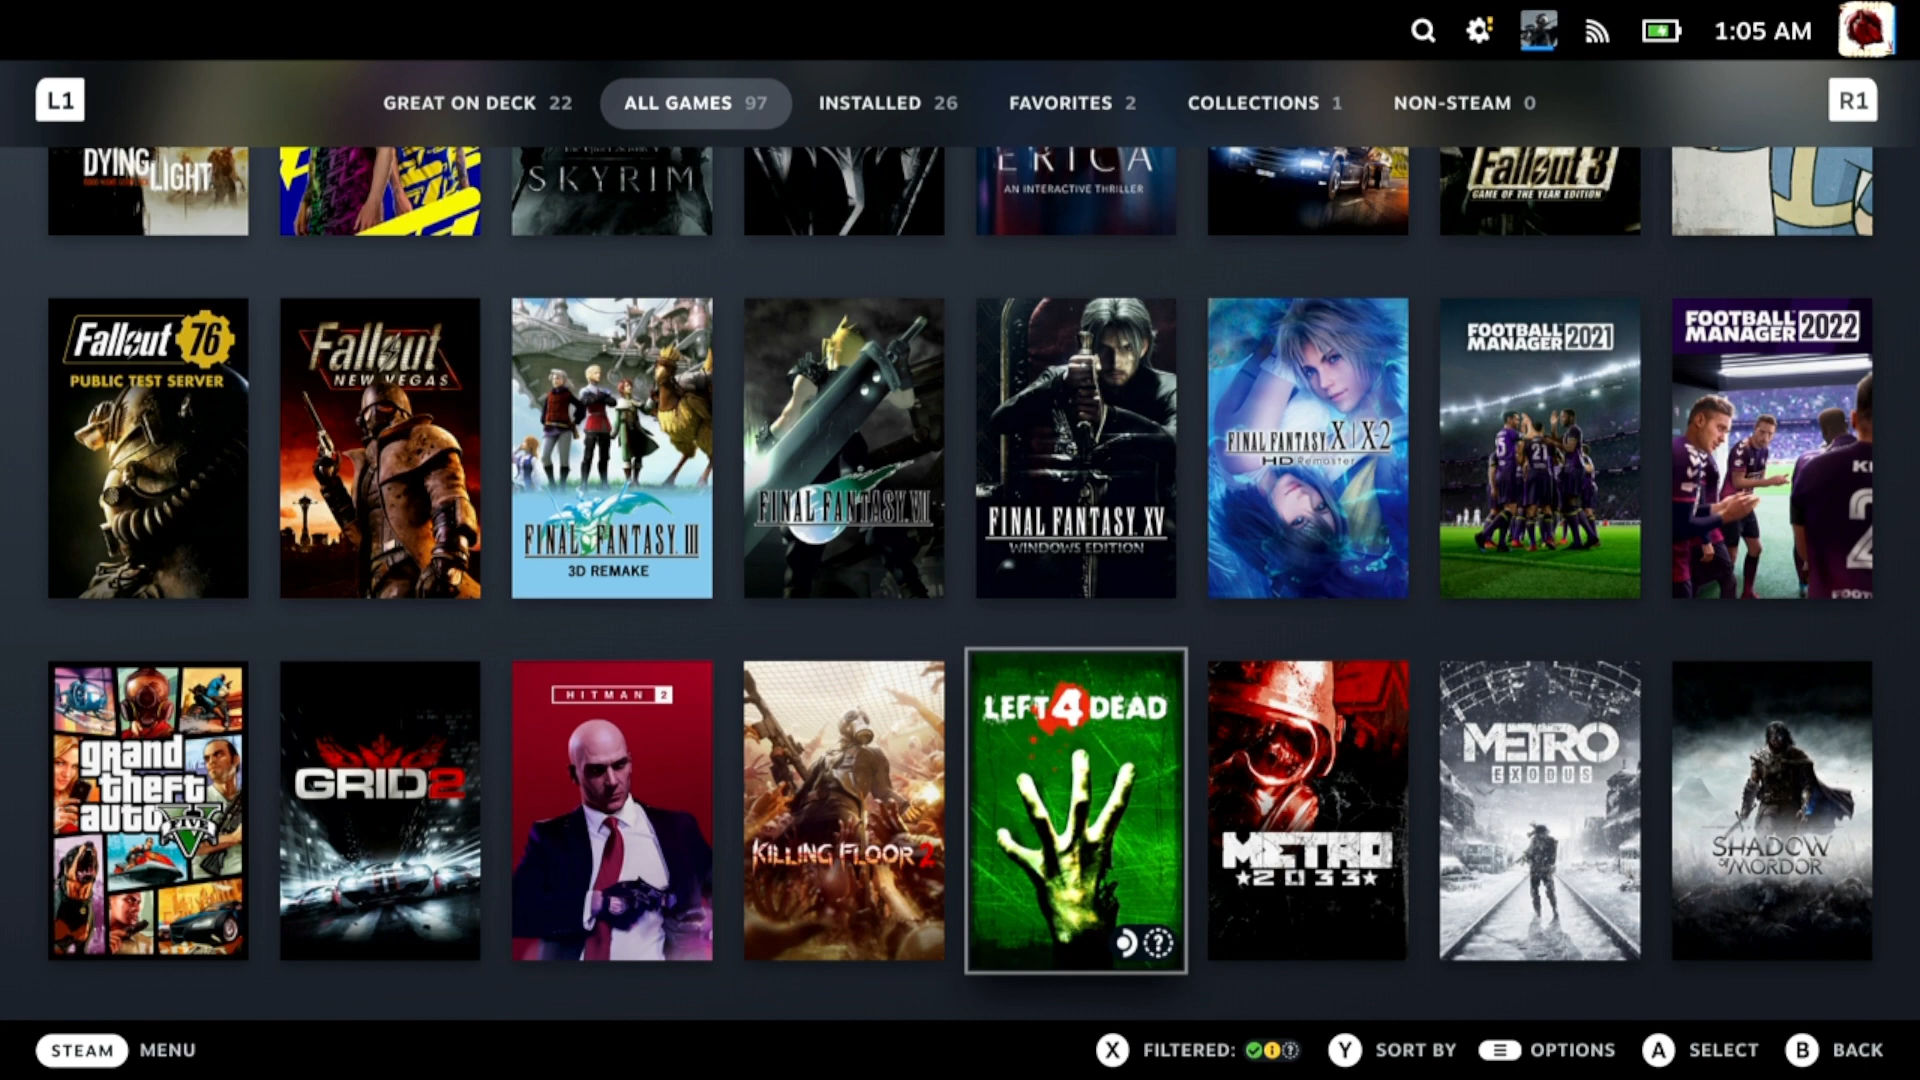 1:05 AM
L1
GREAT ON DECK 22
ALL GAMES 97
INSTALLED 26
FAVORITES 2
COLLECTIONS 1
NON-STEAM 0
R1
DYING LIGHT
SKYRIM
ERICA
AN INTERACTIVE THRILLER
Fallout 3
GAME OF THE YEAR EDITION
Fallout 76
PUBLIC TEST SERVER
Fallout
NEW VEGAS
FINAL FANTASY III
3D REMAKE
FINAL FANTASY VII
FINAL FANTASY XV
WINDOWS EDITION
FINAL FANTASY X | X-2
HD Remaster
FOOTBALL
MANAGER 2021
FOOTBALL
MANAGER 2022
grand
theft
auto V
FIVE
GRID 2
HITMAN 2
KILLING FLOOR 2
LEFT 4 DEAD
METRO
2033
METRO
EXODUS
SHADOW
OF MORDOR
STEAM MENU
X FILTERED:
Y SORT BY
OPTIONS
A SELECT
B BACK